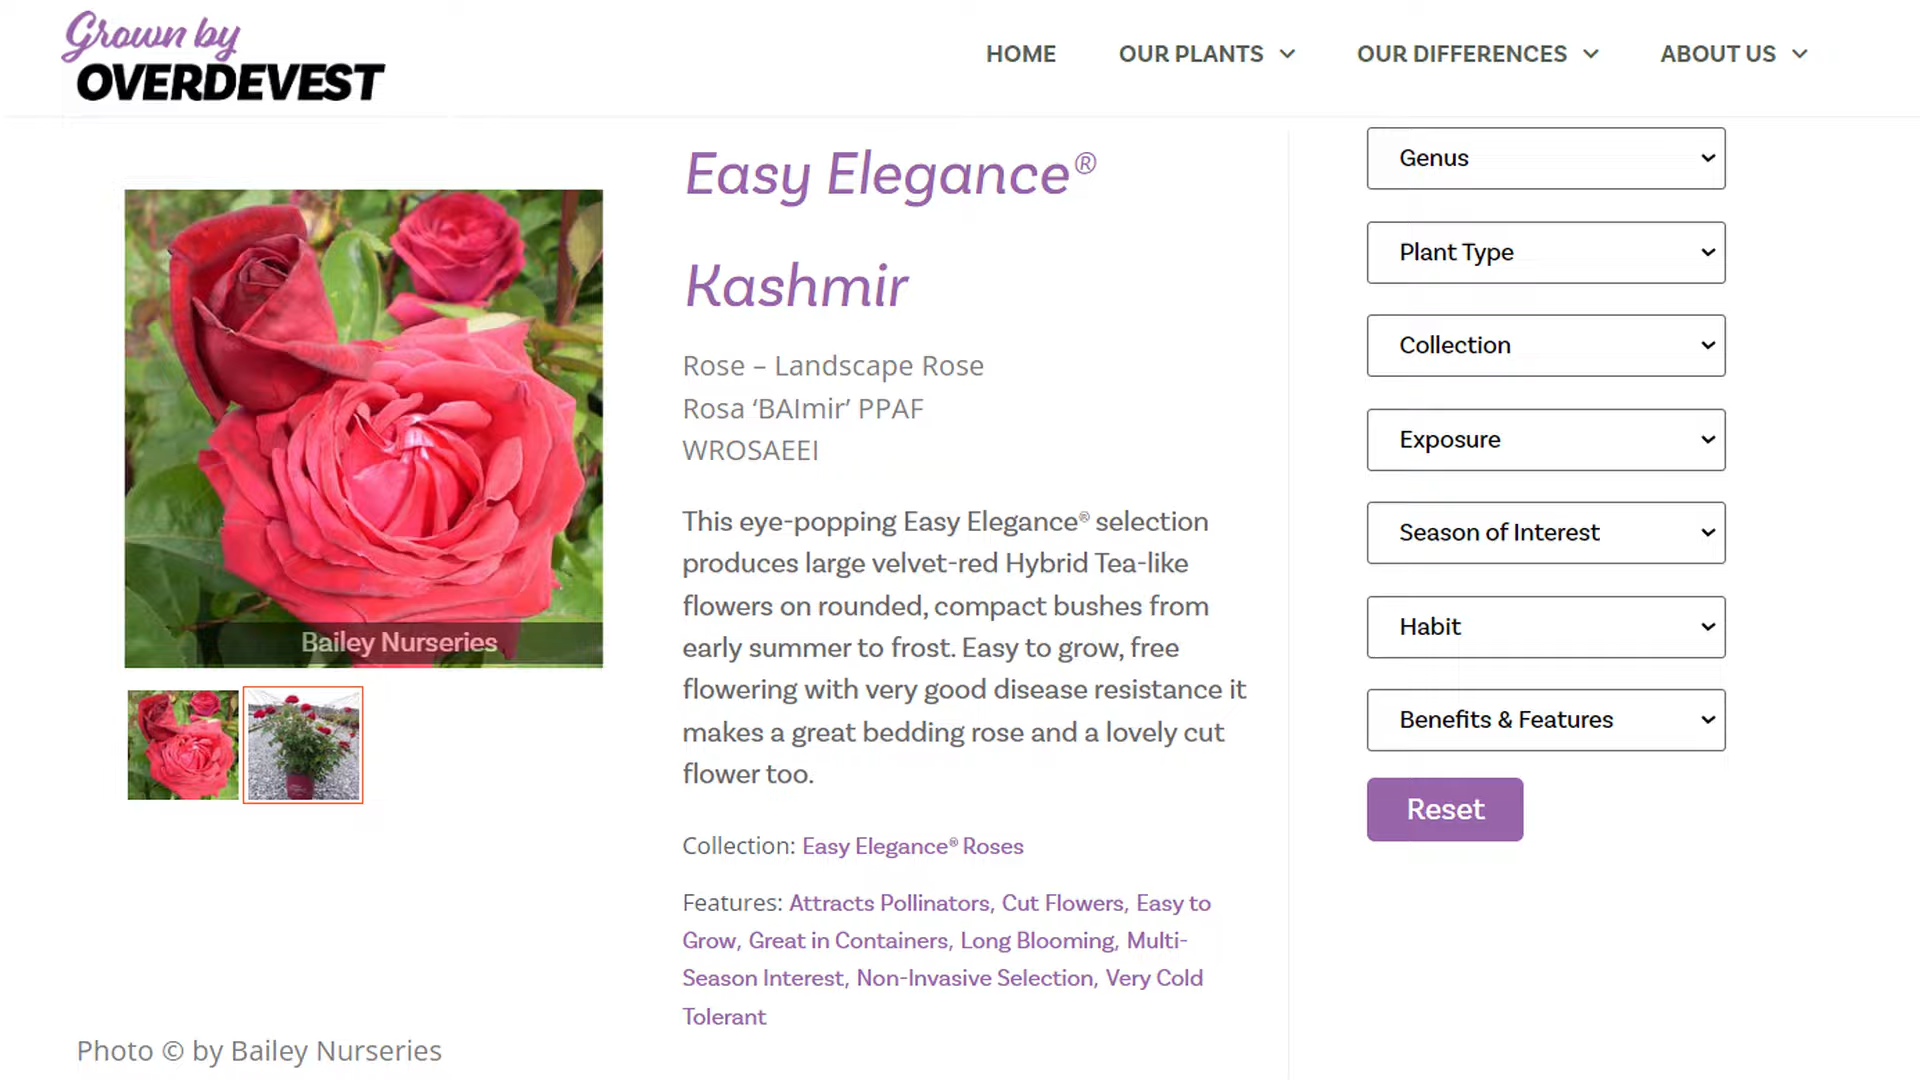 Grown by
OVERDEVEST
HOME
OUR PLANTS
OUR DIFFERENCES
ABOUT US
Bailey Nurseries
Photo © by Bailey Nurseries
Easy Elegance®
Kashmir
Rose – Landscape Rose
Rosa ‘BAImir’ PPAF
WROSAEEI
This eye-popping Easy Elegance® selection
produces large velvet-red Hybrid Tea-like
flowers on rounded, compact bushes from
early summer to frost. Easy to grow, free
flowering with very good disease resistance it
makes a great bedding rose and a lovely cut
flower too.
Collection: Easy Elegance® Roses
Features: Attracts Pollinators, Cut Flowers, Easy to
Grow, Great in Containers, Long Blooming, Multi-
Season Interest, Non-Invasive Selection, Very Cold
Tolerant
Genus
Plant Type
Collection
Exposure
Season of Interest
Habit
Benefits & Features
Reset